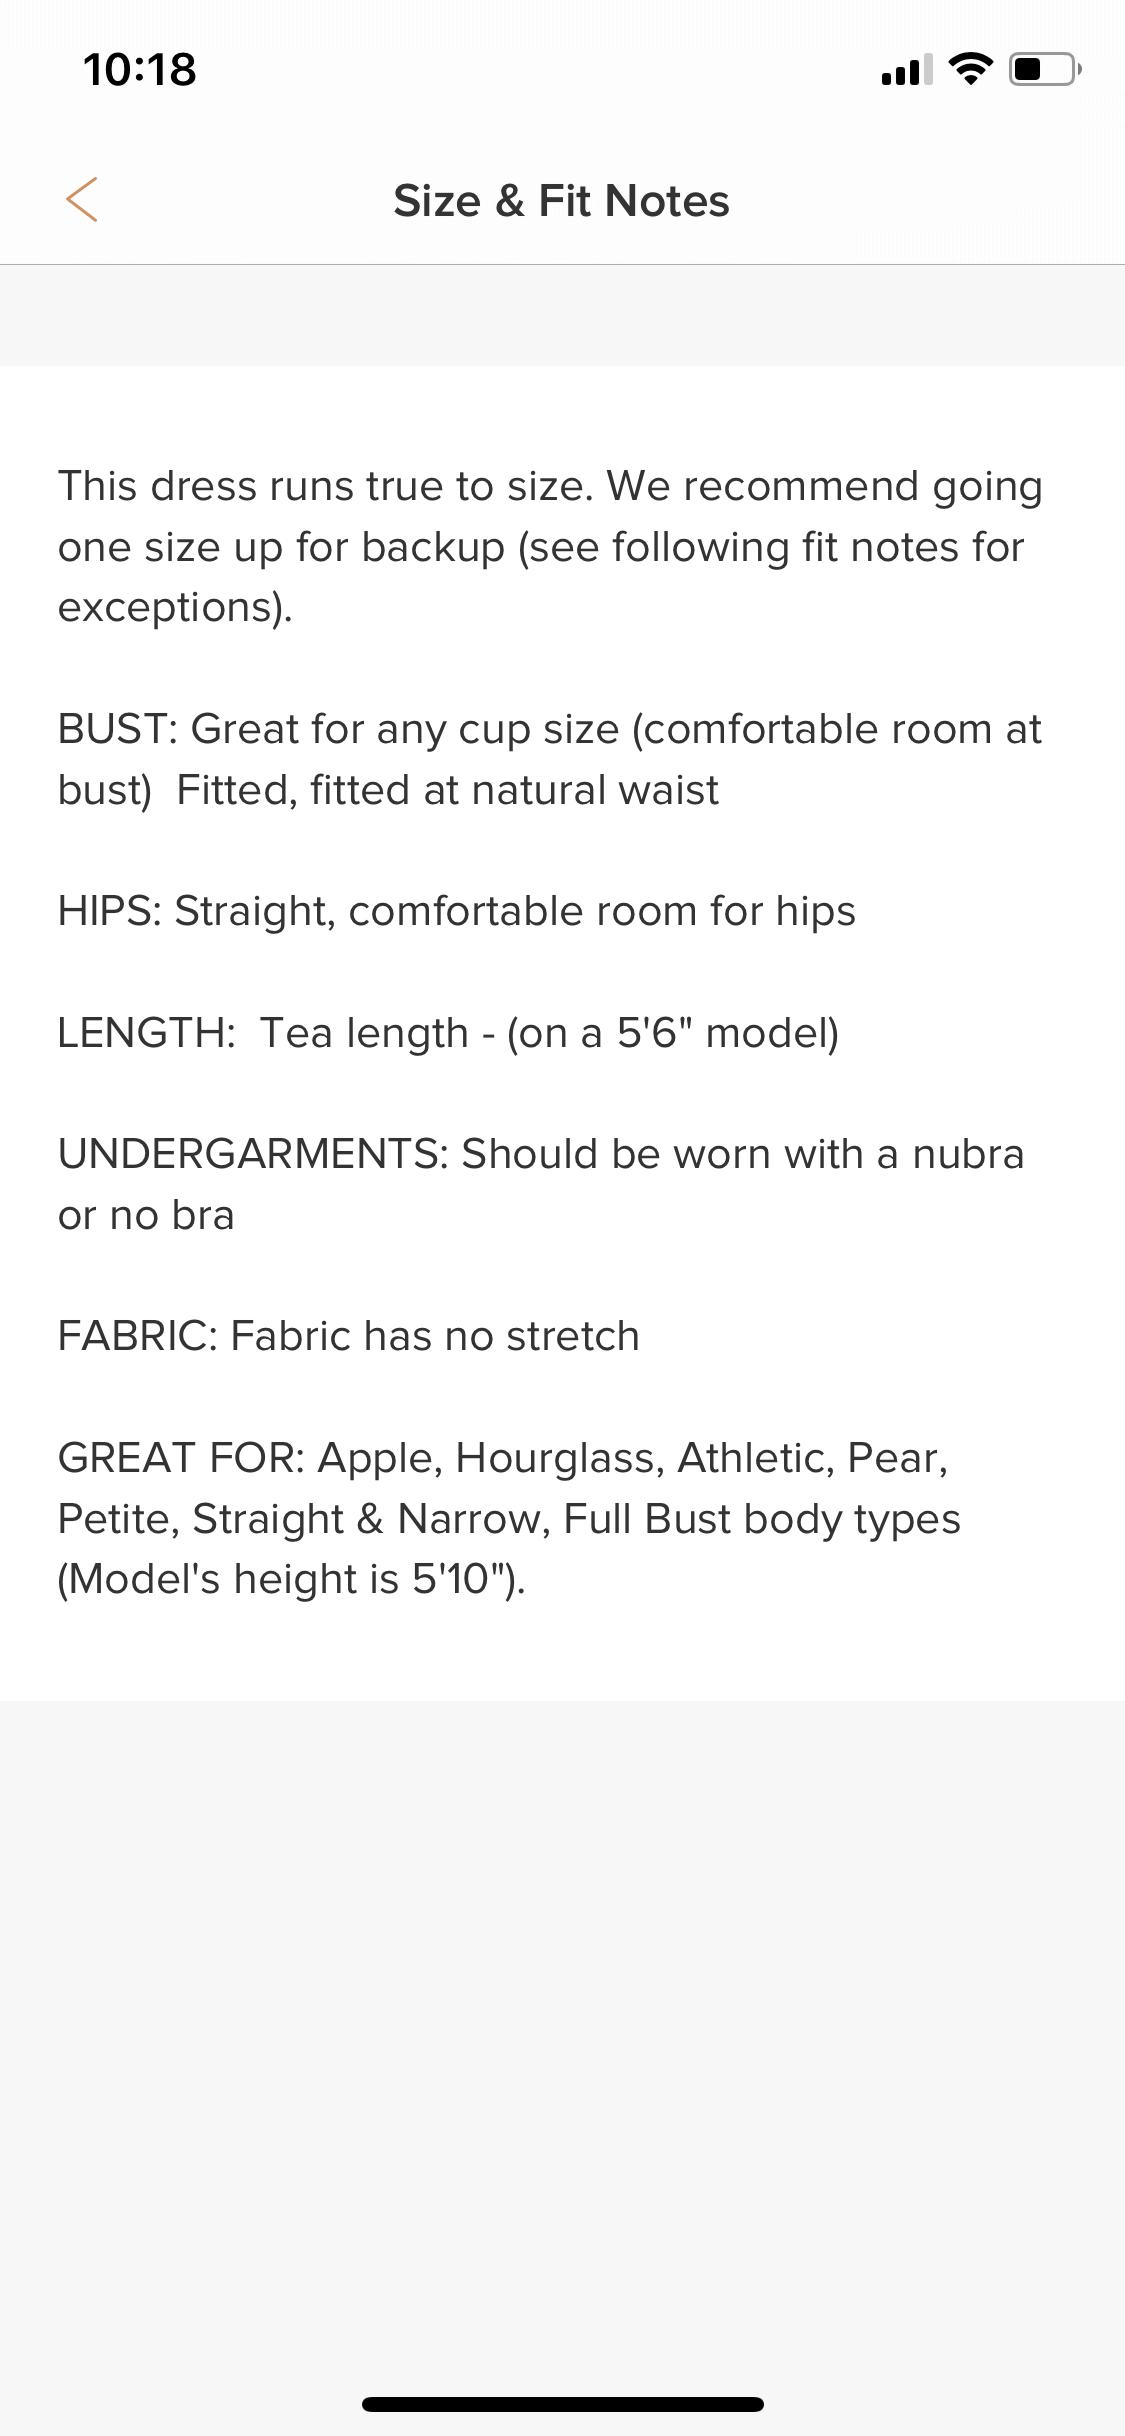 10:18
Size & Fit Notes
This dress runs true to size. We recommend going
one size up for backup (see following fit notes for
exceptions).
BUST: Great for any cup size (comfortable room at
bust)  Fitted, fitted at natural waist
HIPS: Straight, comfortable room for hips
LENGTH:  Tea length - (on a 5'6" model)
UNDERGARMENTS: Should be worn with a nubra
or no bra
FABRIC: Fabric has no stretch
GREAT FOR: Apple, Hourglass, Athletic, Pear,
Petite, Straight & Narrow, Full Bust body types
(Model's height is 5'10").